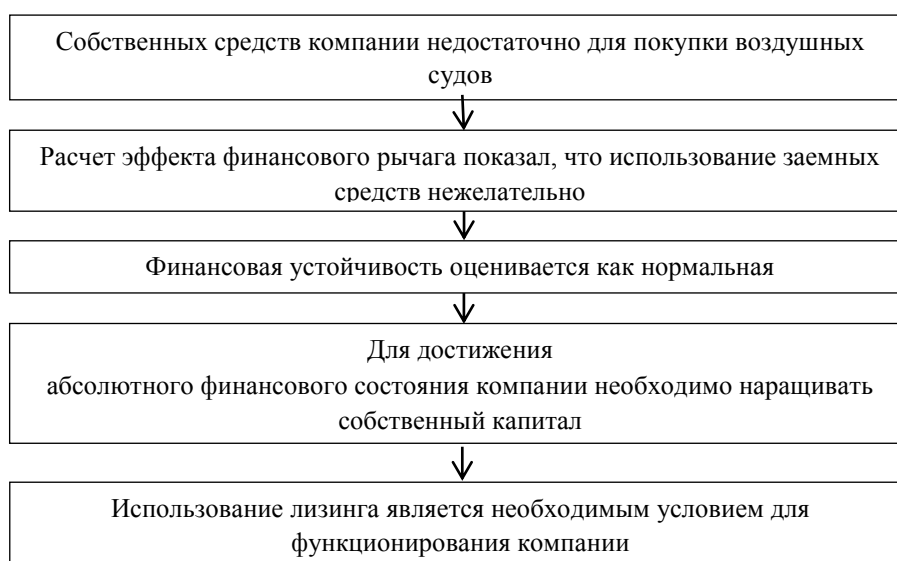 Собственных средств компании недостаточно для покупки воздушных
судов
Расчет эффекта финансового рычага показал, что использование заемных
средств нежелательно
Финансовая устойчивость оценивается как нормальная
Для достижения
абсолютного финансового состояния компании необходимо наращивать
собственный капитал
Использование лизинга является необходимым условием для
функционирования компании